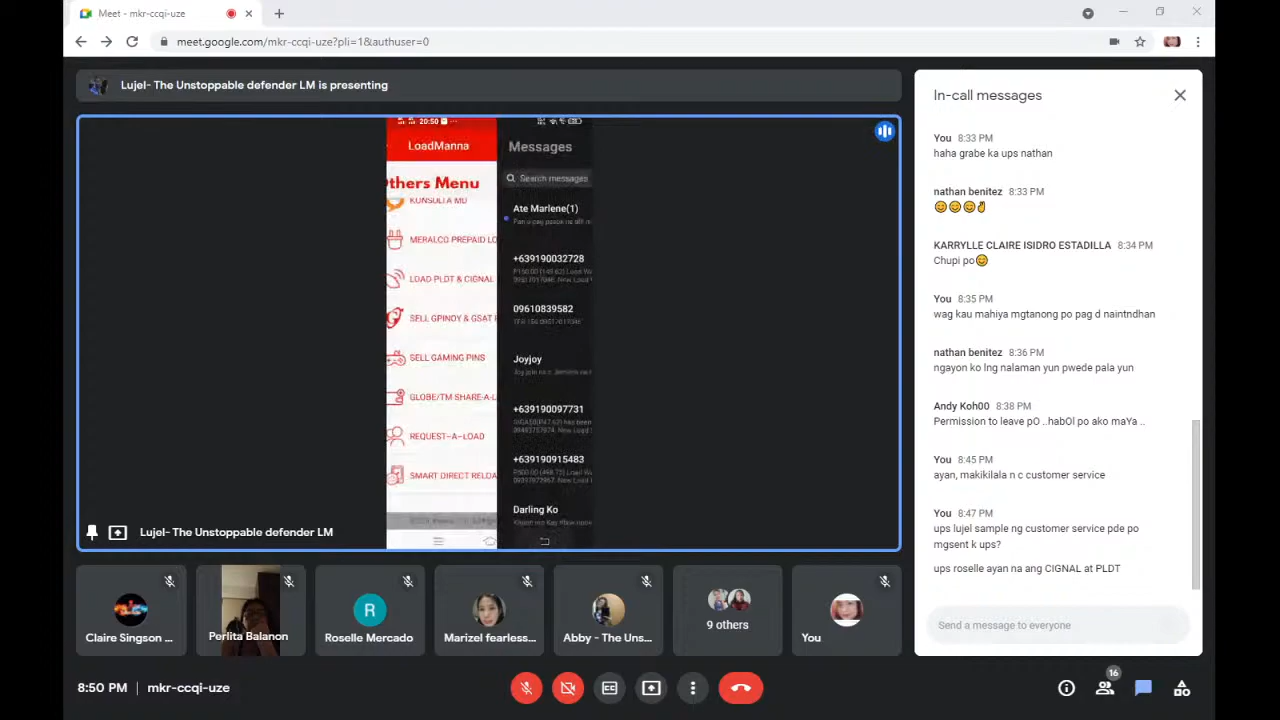 Meet - mkr-ccqi-uze
meet.google.com/mkr-ccqi-uze?pli=1&authuser=0
Lujel- The Unstoppable defender LM is presenting
20:50
LoadManna
Others Menu
KONSULTA MD
MERALCO PREPAID LO
LOAD PLDT & CIGNAL
SELL GPINOY & GSAT
SELL GAMING PINS
GLOBE/TM SHARE-A-L
REQUEST-A-LOAD
SMART DIRECT RELOA
Messages
Search messages
Ate Marlene(1)
+639190032728
09610839582
Joyjoy
+639190097731
+639190915483
Darling Ko
Lujel- The Unstoppable defender LM
Claire Singson ...
Perlita Balanon
R
Roselle Mercado
Marizel fearless...
Abby - The Uns...
9 others
You
8:50 PM | mkr-ccqi-uze
In-call messages
You 8:33 PM
haha grabe ka ups nathan
nathan benitez 8:33 PM
😊😊😊✌
KARRYLLE CLAIRE ISIDRO ESTADILLA 8:34 PM
Chupi po😊
You 8:35 PM
wag kau mahiya mgtanong po pag d naintndhan
nathan benitez 8:36 PM
ngayon ko lng nalaman yun pwede pala yun
Andy Koh00 8:38 PM
Permission to leave pO ..habOl po ako maYa ..
You 8:45 PM
ayan, makikilala n c customer service
You 8:47 PM
ups lujel sample ng customer service pde po
mgsent k ups?
ups roselle ayan na ang CIGNAL at PLDT
Send a message to everyone
16